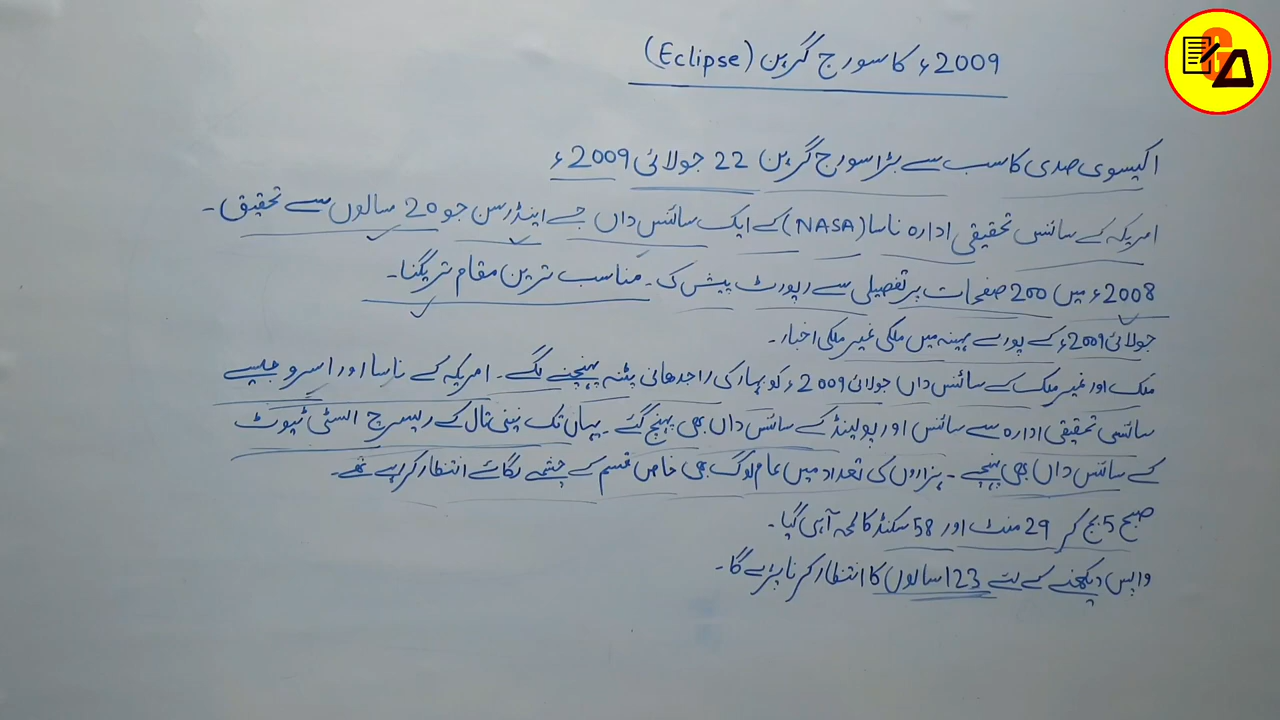 2009ء کا سورج گرہن (Eclipse)
اکیسوی صدی کا سب سے بڑا سورج گرہن 22 جولائی 2009ء
امریکہ کے سائنس تحقیقی ادارہ ناسا (NASA) کے ایک سائنس داں جے اینڈرسن جو 20 سالوں سے تحقیق۔
2008ء میں 200 صفحات پر تفصیلی سے رپورٹ پیش ک۔ مناسب ترین مقام تریگنا۔
جولائی 2009ء کے پورے مہینہ میں ملکی غیر ملکی اخبار۔
ملک اور غیر ملک کے سائنس داں جولائی 2009ء کو بہار کی راجدھانی پٹنہ پہنچنے لگے۔ امریکہ کے ناسا اور اسرو جیسے
سائنسی تحقیقی ادارہ سے سائنس اور پولینڈ کے سائنس داں بھی پہنچ گئے۔ یہاں تک نینی تال کے ریسرچ انسٹی ٹیوٹ
کے سائنس داں بھی پہنچے۔ ہزاروں کی تعداد میں عام لوگ بھی خاص قسم کے چشمے لگائے انتظار کر رہے تھے۔
صبح 5 بج کر 29 منٹ اور 58 سکنڈ کا لمحہ آہی گیا۔
واپس دیکھنے کے لئے 123 سالوں کا انتظار کرنا پڑے گا۔